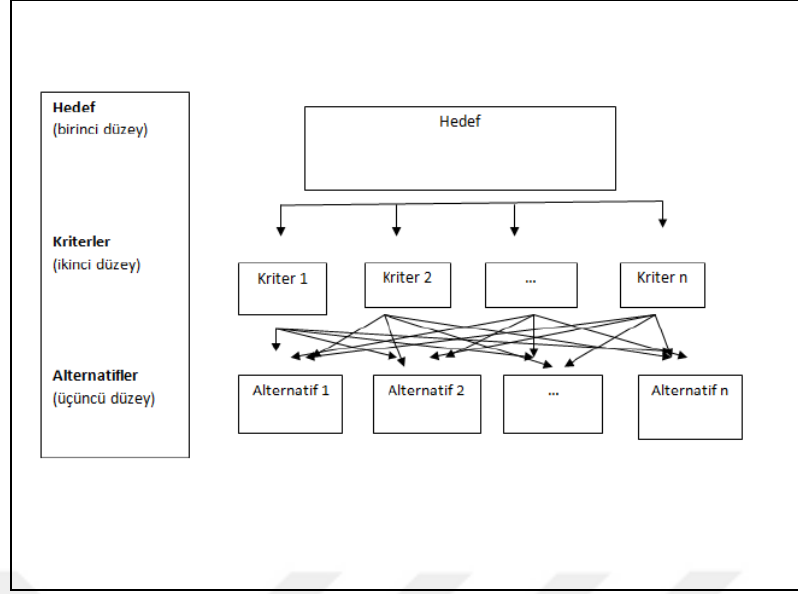 Hedef
(birinci düzey)
Hedef
Kriterler
(ikinci düzey)
Kriter 1
Kriter 2
...
Kriter n
Alternatifler
(üçüncü düzey)
Alternatif 1
Alternatif 2
...
Alternatif n